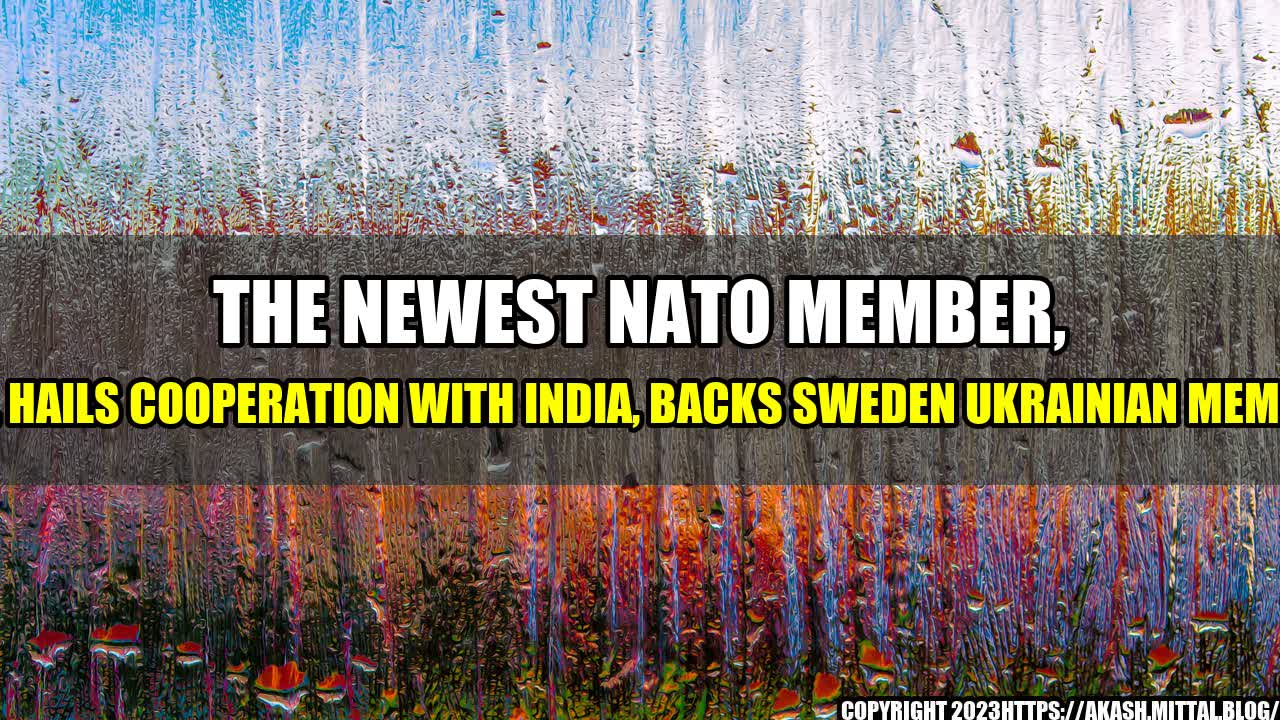 THE NEWEST NATO MEMBER,
HAILS COOPERATION WITH INDIA, BACKS SWEDEN UKRAINIAN MEM
COPYRIGHT 2023HTTPS://AKASH.MITTAL.BLOG/